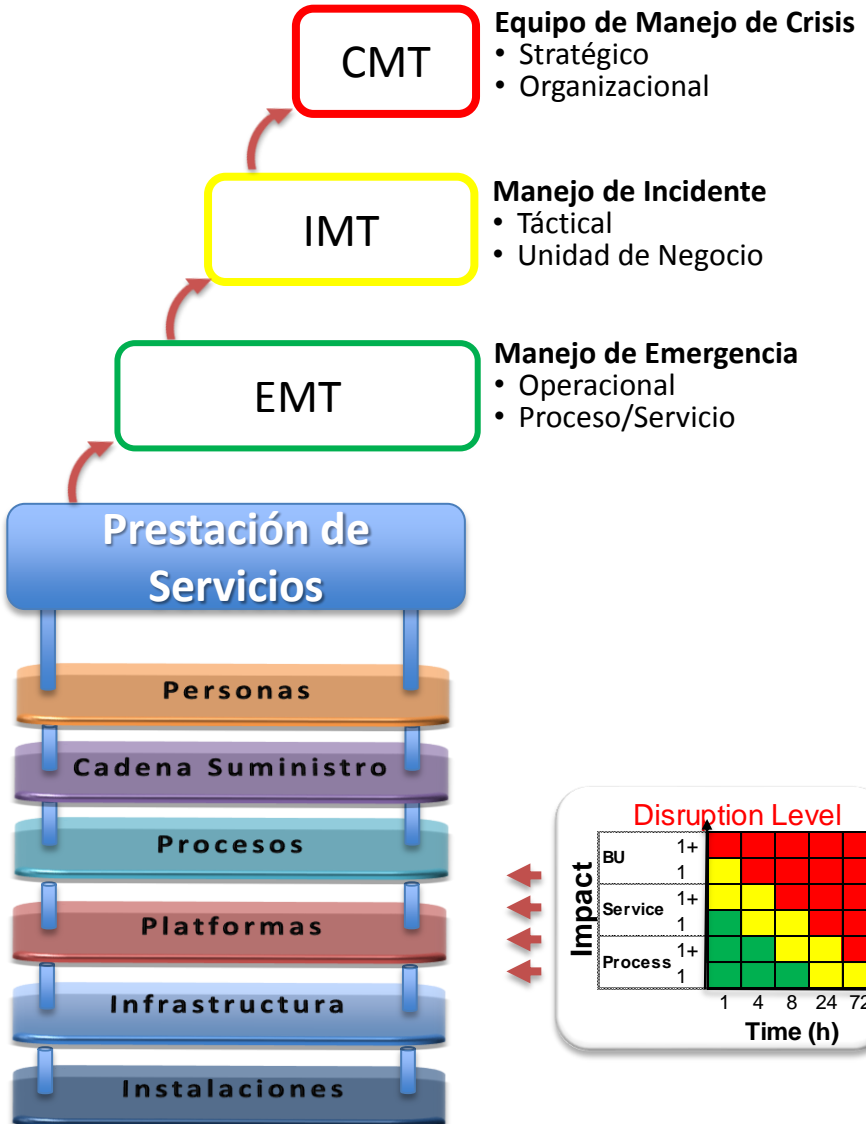 CMT
Equipo de Manejo de Crisis
• Stratégico
• Organizacional
IMT
Manejo de Incidente
• Táctical
• Unidad de Negocio
EMT
Manejo de Emergencia
• Operacional
• Proceso/Servicio
Prestación de
Servicios
Personas
Cadena Suministro
Procesos
Platformas
Infrastructura
Instalaciones
Disruption Level
Impact
BU
1+
1
Service
1+
1
Process
1+
1
1 4 8 24 72
Time (h)